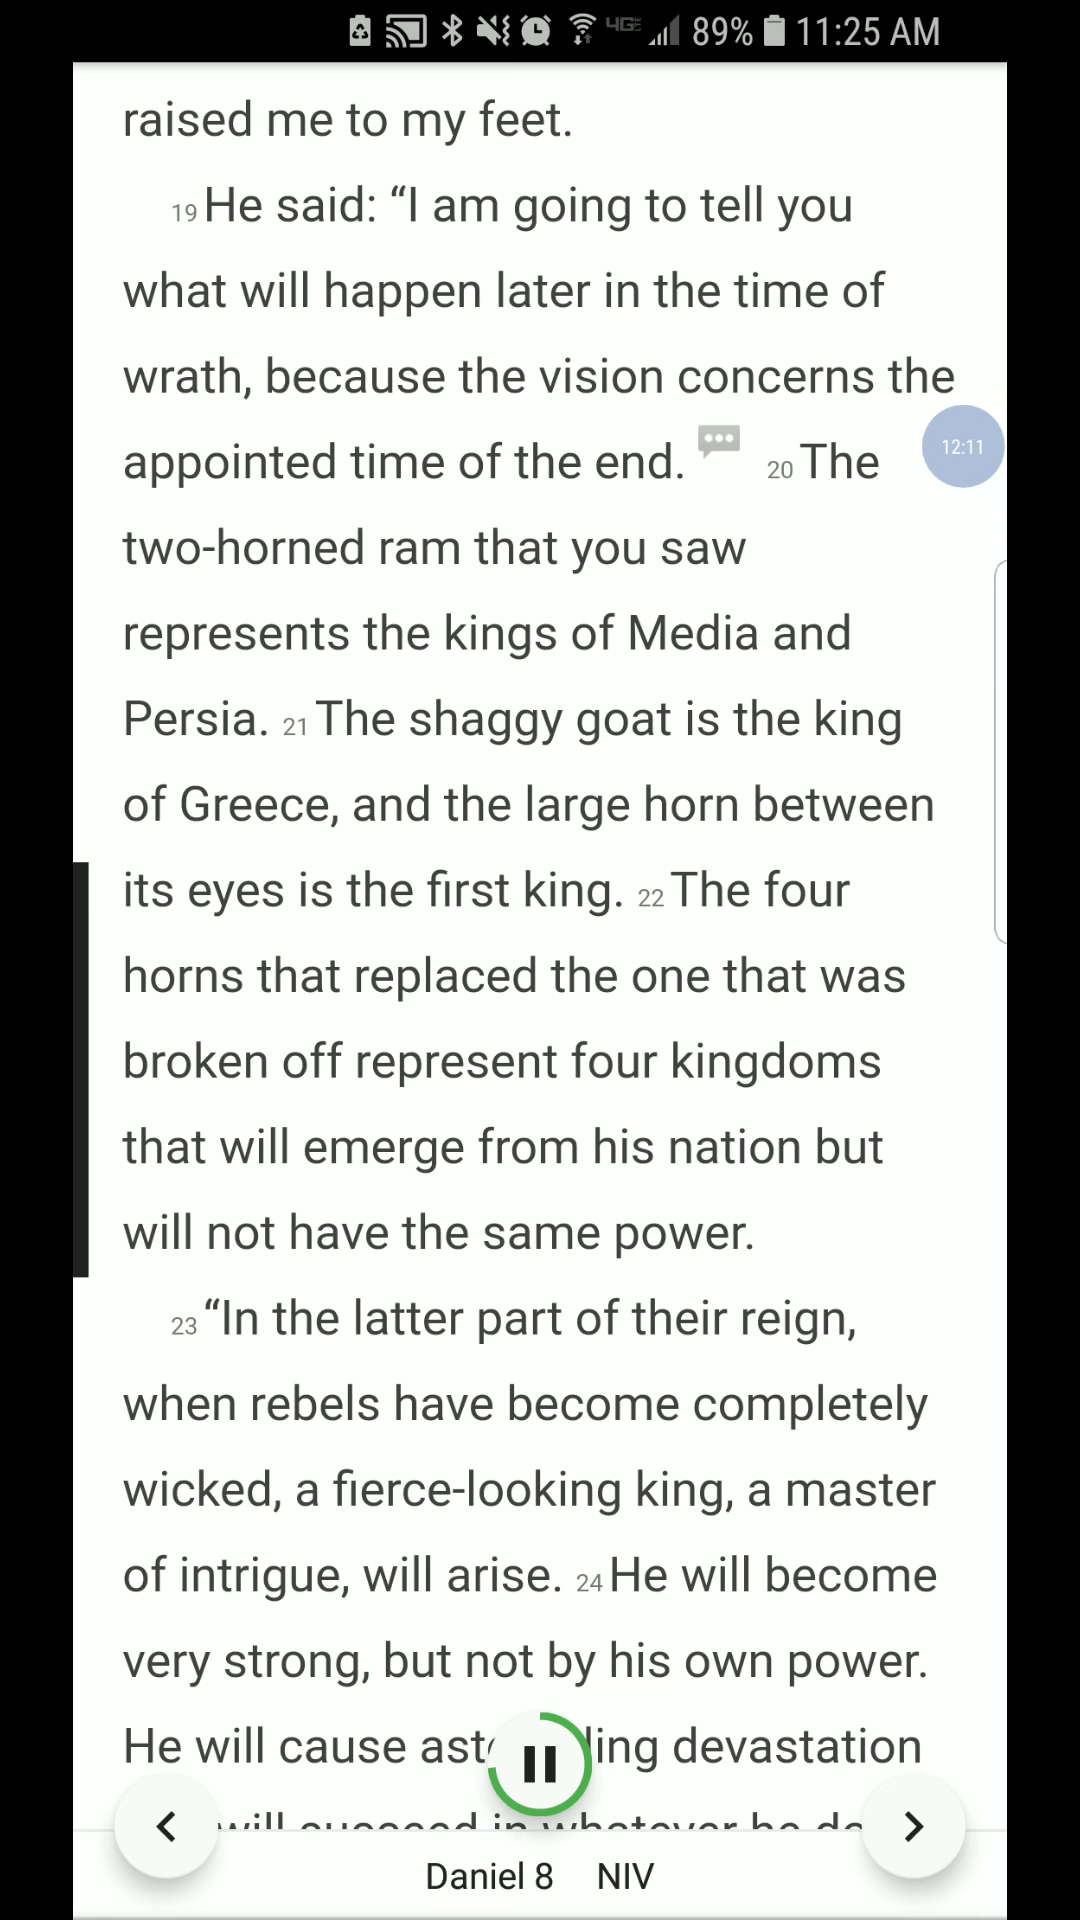 4G LTE 89% 11:25 AM
raised me to my feet.
19 He said: “I am going to tell you
what will happen later in the time of
wrath, because the vision concerns the
appointed time of the end. 20 The
12:11
two-horned ram that you saw
represents the kings of Media and
Persia. 21 The shaggy goat is the king
of Greece, and the large horn between
its eyes is the first king. 22 The four
horns that replaced the one that was
broken off represent four kingdoms
that will emerge from his nation but
will not have the same power.
23 “In the latter part of their reign,
when rebels have become completely
wicked, a fierce-looking king, a master
of intrigue, will arise. 24 He will become
very strong, but not by his own power.
He will cause devastation
will succeed in whatever he
Daniel 8 NIV